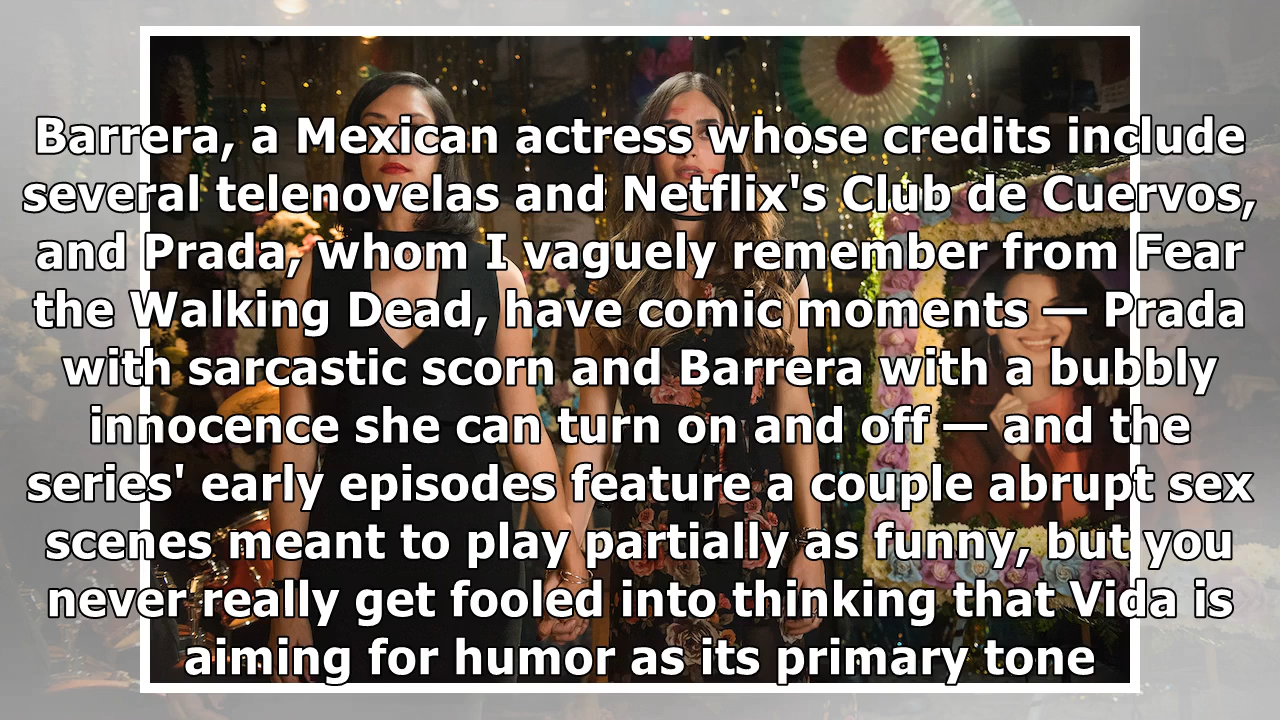 Barrera, a Mexican actress whose credits include
several telenovelas and Netflix's Club de Cuervos,
and Prada, whom I vaguely remember from Fear
the Walking Dead, have comic moments — Prada
with sarcastic scorn and Barrera with a bubbly
innocence she can turn on and off — and the
series' early episodes feature a couple abrupt sex
scenes meant to play partially as funny, but you
never really get fooled into thinking that Vida is
aiming for humor as its primary tone